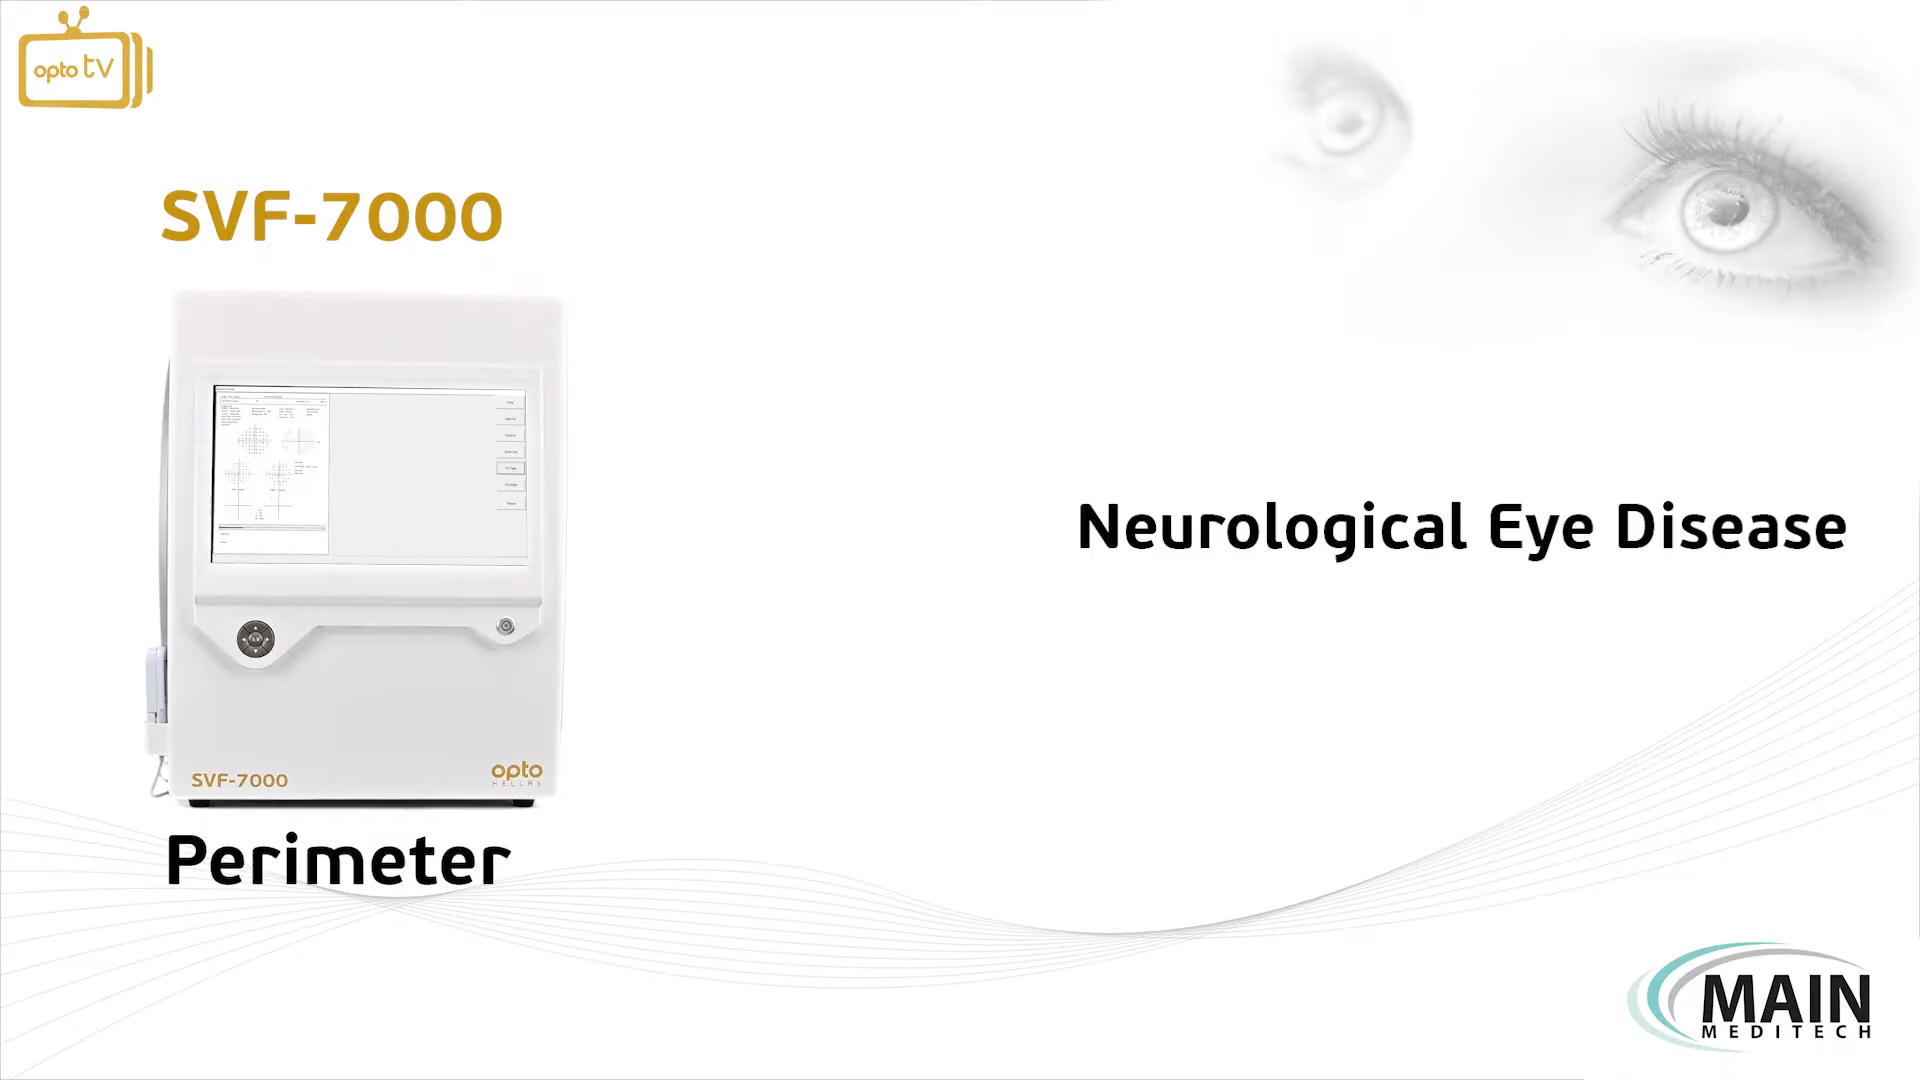 opto tv
SVF-7000
Neurological Eye Disease
SVF-7000
opto
HELLAS
Perimeter
MAIN
MEDITECH